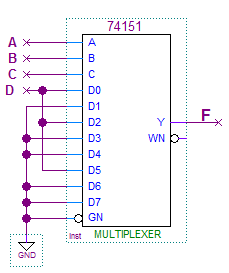 74151
A A
B B
C C
D D0
D1
D2 Y F
D3 WN
D4
D5
D6
D7
GN
GND inst MULTIPLEXER